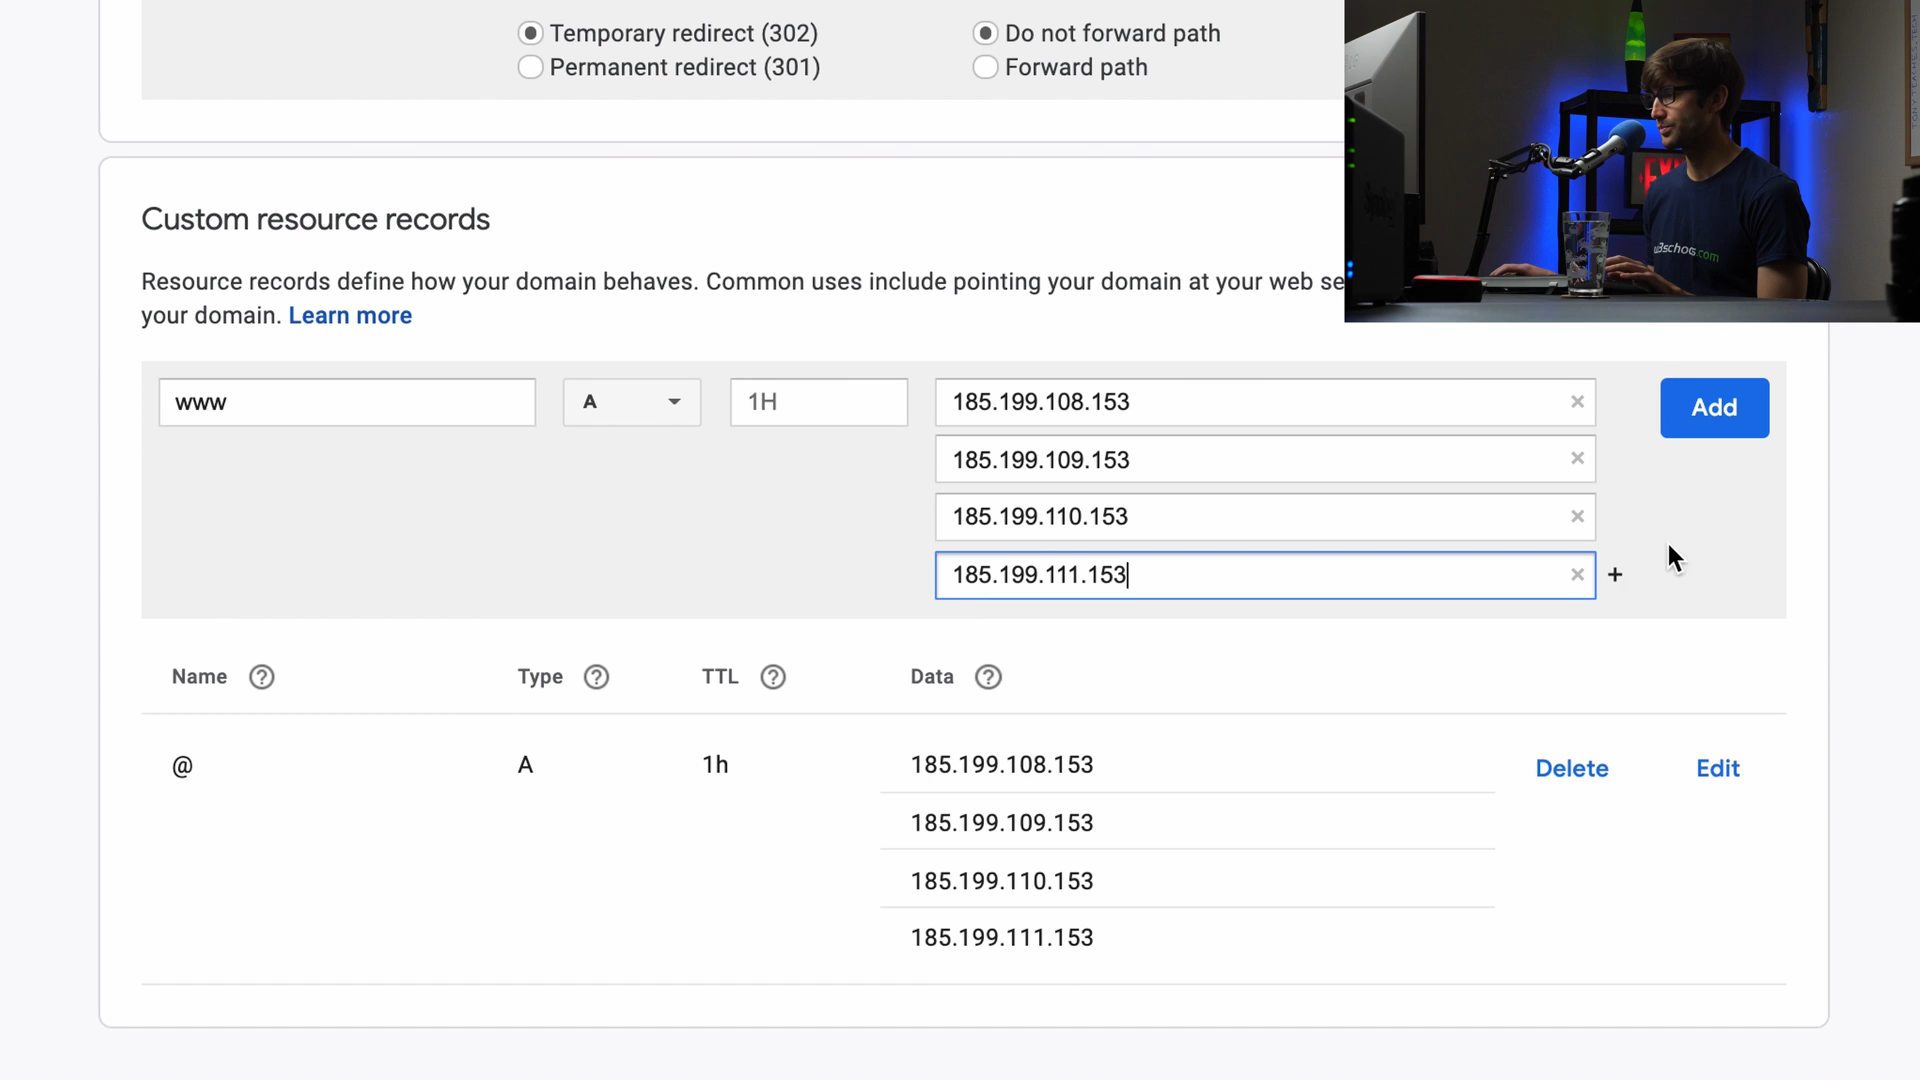 Temporary redirect (302)
Do not forward path
Permanent redirect (301)
Forward path
Custom resource records
Resource records define how your domain behaves. Common uses include pointing your domain at your web se
your domain. Learn more
www
A
1H
185.199.108.153
Add
185.199.109.153
185.199.110.153
185.199.111.153
+
Name
Type
TTL
Data
@
A
1h
185.199.108.153
Delete
Edit
185.199.109.153
185.199.110.153
185.199.111.153